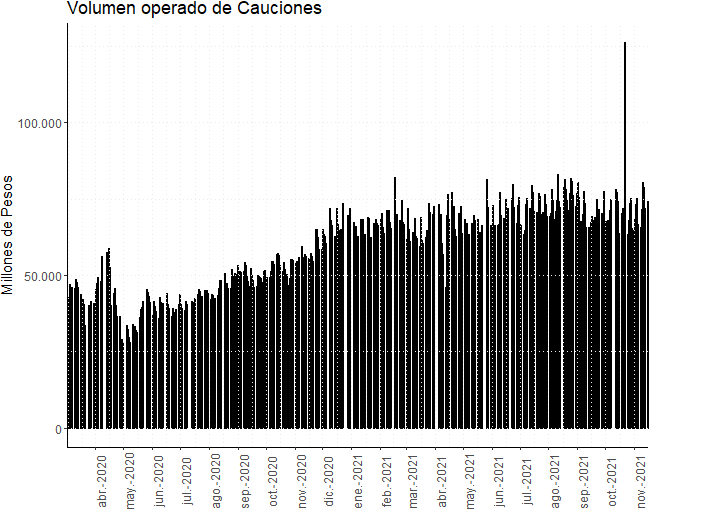 Volumen operado de Cauciones
Millones de Pesos
100.000
50.000
0
abr.-2020
may.-2020
jun.-2020
jul.-2020
ago.-2020
sep.-2020
oct.-2020
nov.-2020
dic.-2020
ene.-2021
feb.-2021
mar.-2021
abr.-2021
may.-2021
jun.-2021
jul.-2021
ago.-2021
sep.-2021
oct.-2021
nov.-2021